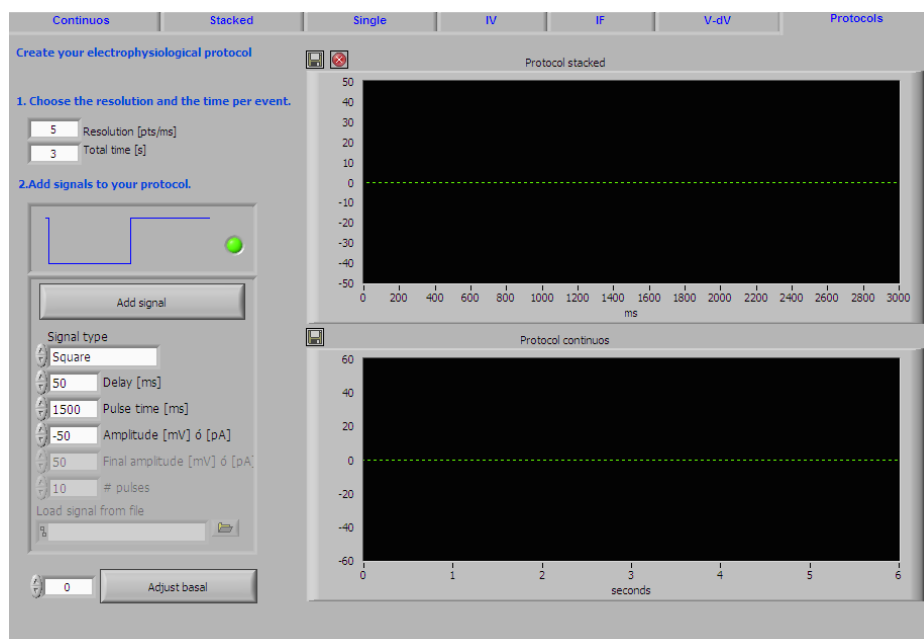 Continuos Stacked Single IV IF V-dV Protocols
Create your electrophysiological protocol
1. Choose the resolution and the time per event.
5 Resolution [pts/ms]
3 Total time [s]
2.Add signals to your protocol.
Add signal
Signal type
Square
50 Delay [ms]
1500 Pulse time [ms]
-50 Amplitude [mV] ó [pA]
50 Final amplitude [mV] ó [pA
10 # pulses
Load signal from file
0 Adjust basal
Protocol stacked
50
40
30
20
10
0
-10
-20
-30
-40
-50
0 200 400 600 800 1000 1200 1400 1600 1800 2000 2200 2400 2600 2800 3000
ms
Protocol continuos
60
40
20
0
-20
-40
-60
0 1 2 3 4 5 6
seconds